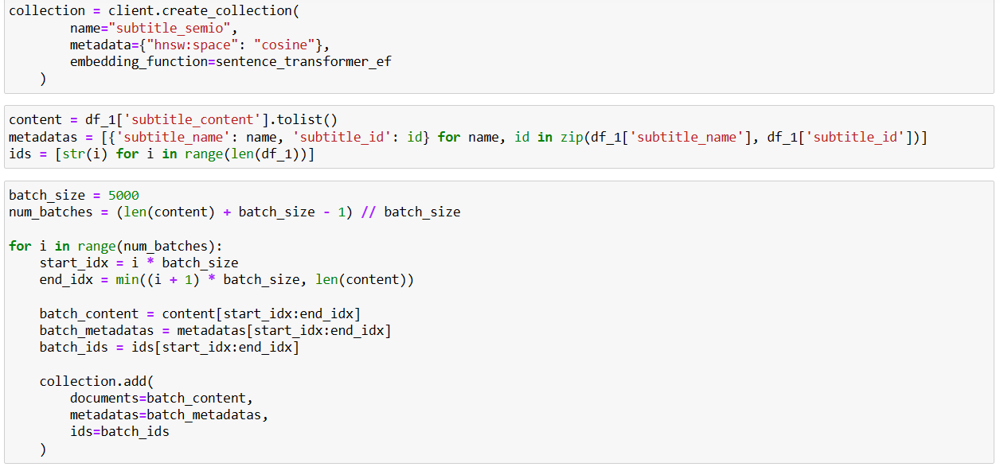 collection = client.create_collection(
        name="subtitle_semio",
        metadata={"hnsw:space": "cosine"},
        embedding_function=sentence_transformer_ef
    )
content = df_1['subtitle_content'].tolist()
metadatas = [{'subtitle_name': name, 'subtitle_id': id} for name, id in zip(df_1['subtitle_name'], df_1['subtitle_id'])]
ids = [str(i) for i in range(len(df_1))]
batch_size = 5000
num_batches = (len(content) + batch_size - 1) // batch_size
for i in range(num_batches):
    start_idx = i * batch_size
    end_idx = min((i + 1) * batch_size, len(content))
    batch_content = content[start_idx:end_idx]
    batch_metadatas = metadatas[start_idx:end_idx]
    batch_ids = ids[start_idx:end_idx]
    collection.add(
        documents=batch_content,
        metadatas=batch_metadatas,
        ids=batch_ids
    )